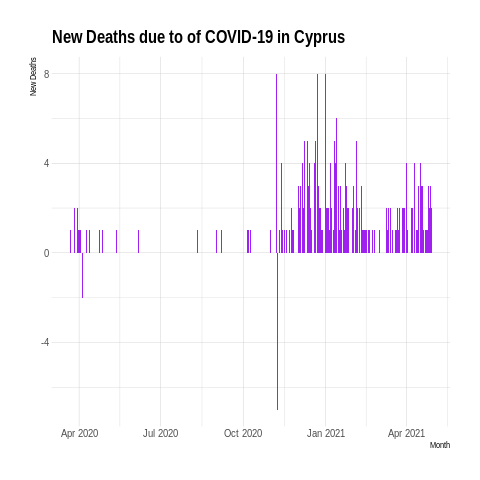 New Deaths due to of COVID-19 in Cyprus
New Deaths
8
4
0
-4
Apr 2020
Jul 2020
Oct 2020
Jan 2021
Apr 2021
Month